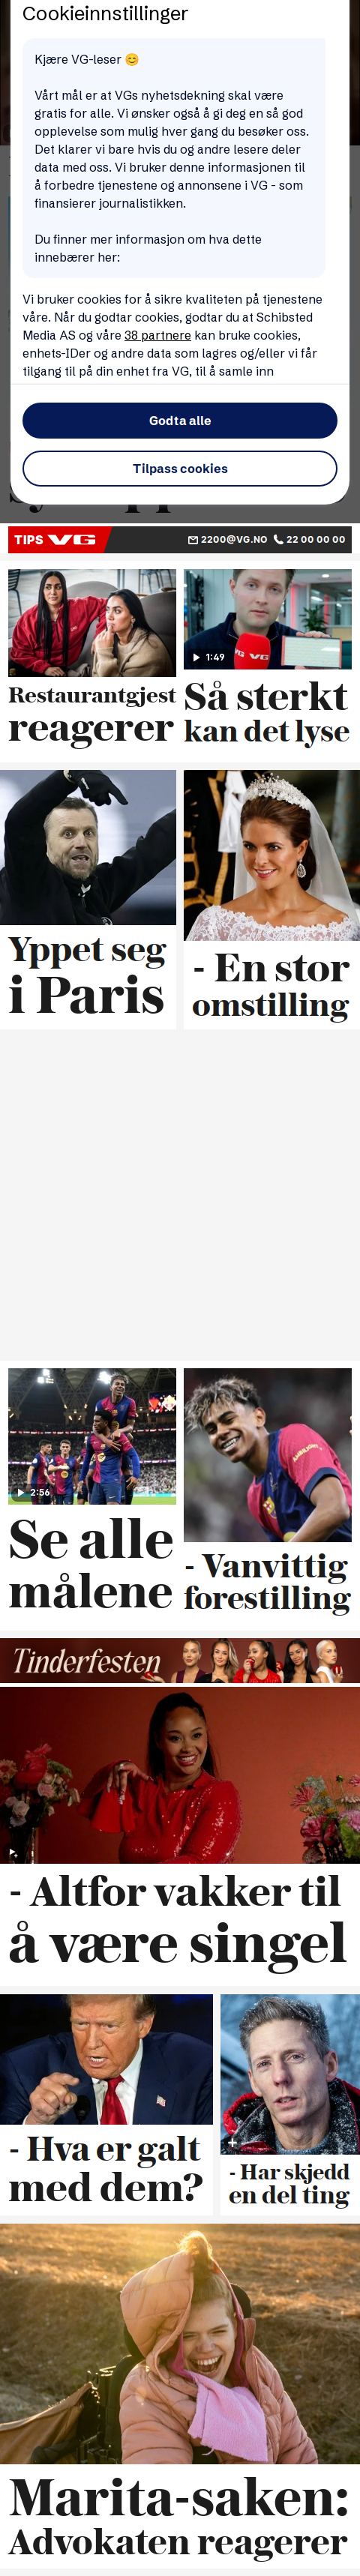 Cookieinnstillinger
Kjære VG-leser 😊
Vårt mål er at VGs nyhetsdekning skal være
gratis for alle. Vi ønsker også å gi deg en så god
opplevelse som mulig hver gang du besøker oss.
Det klarer vi bare hvis du og andre lesere deler
data med oss. Vi bruker denne informasjonen til
å forbedre tjenestene og annonsene i VG - som
finansierer journalistikken.
Du finner mer informasjon om hva dette
innebærer her:
Vi bruker cookies for å sikre kvaliteten på tjenestene
våre. Når du godtar cookies, godtar du at Schibsted
Media AS og våre 38 partnere kan bruke cookies,
enhets-IDer og andre data som lagres og/eller vi får
tilgang til på din enhet fra VG, til å samle inn
Godta alle
Tilpass cookies
TIPS VG 2200@VG.NO 22 00 00 00
1:49
Restaurantgjest
reagerer
Så sterkt
kan det lyse
Yppet seg
i Paris
- En stor
omstilling
2:56
Se alle
målene
- Vanvittig
forestilling
Tinderfesten
- Altfor vakker til
å være singel
- Hva er galt
med dem?
- Har skjedd
en del ting
Marita-saken:
Advokaten reagerer